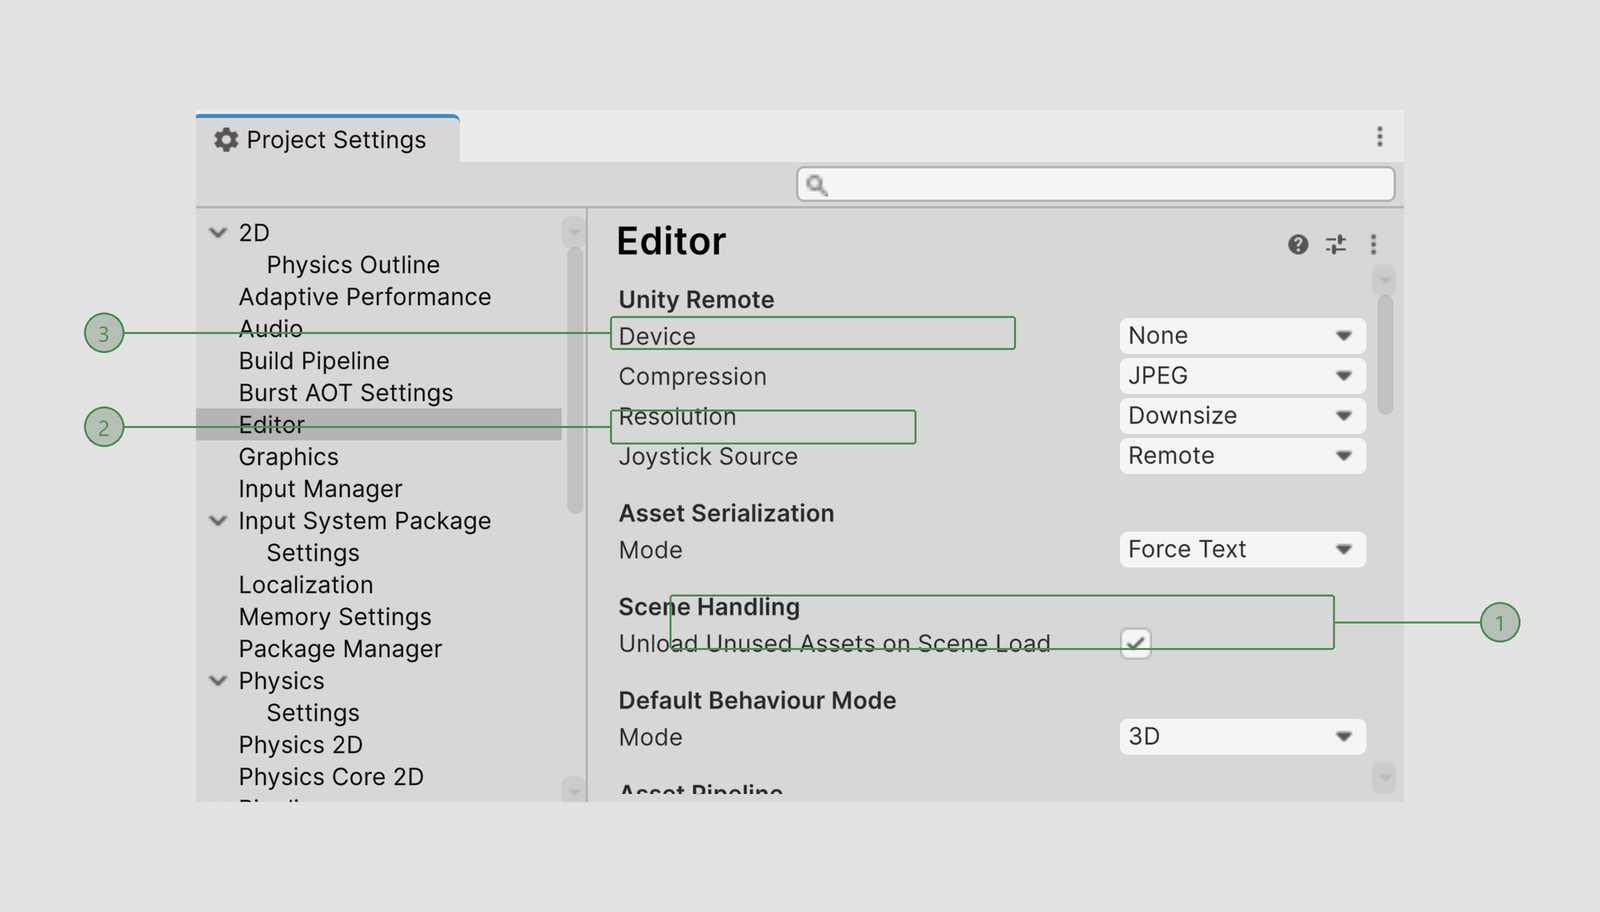 Project Settings
2D
Physics Outline
Adaptive Performance
Audio
Build Pipeline
Burst AOT Settings
Editor
Graphics
Input Manager
Input System Package
Settings
Localization
Memory Settings
Package Manager
Physics
Settings
Physics 2D
Physics Core 2D
Editor
Unity Remote
Device None
Compression JPEG
Resolution Downsize
Joystick Source Remote
Asset Serialization
Mode Force Text
Scene Handling
Unload Unused Assets on Scene Load
Default Behaviour Mode
Mode 3D
Asset Pipeline
3
2
1